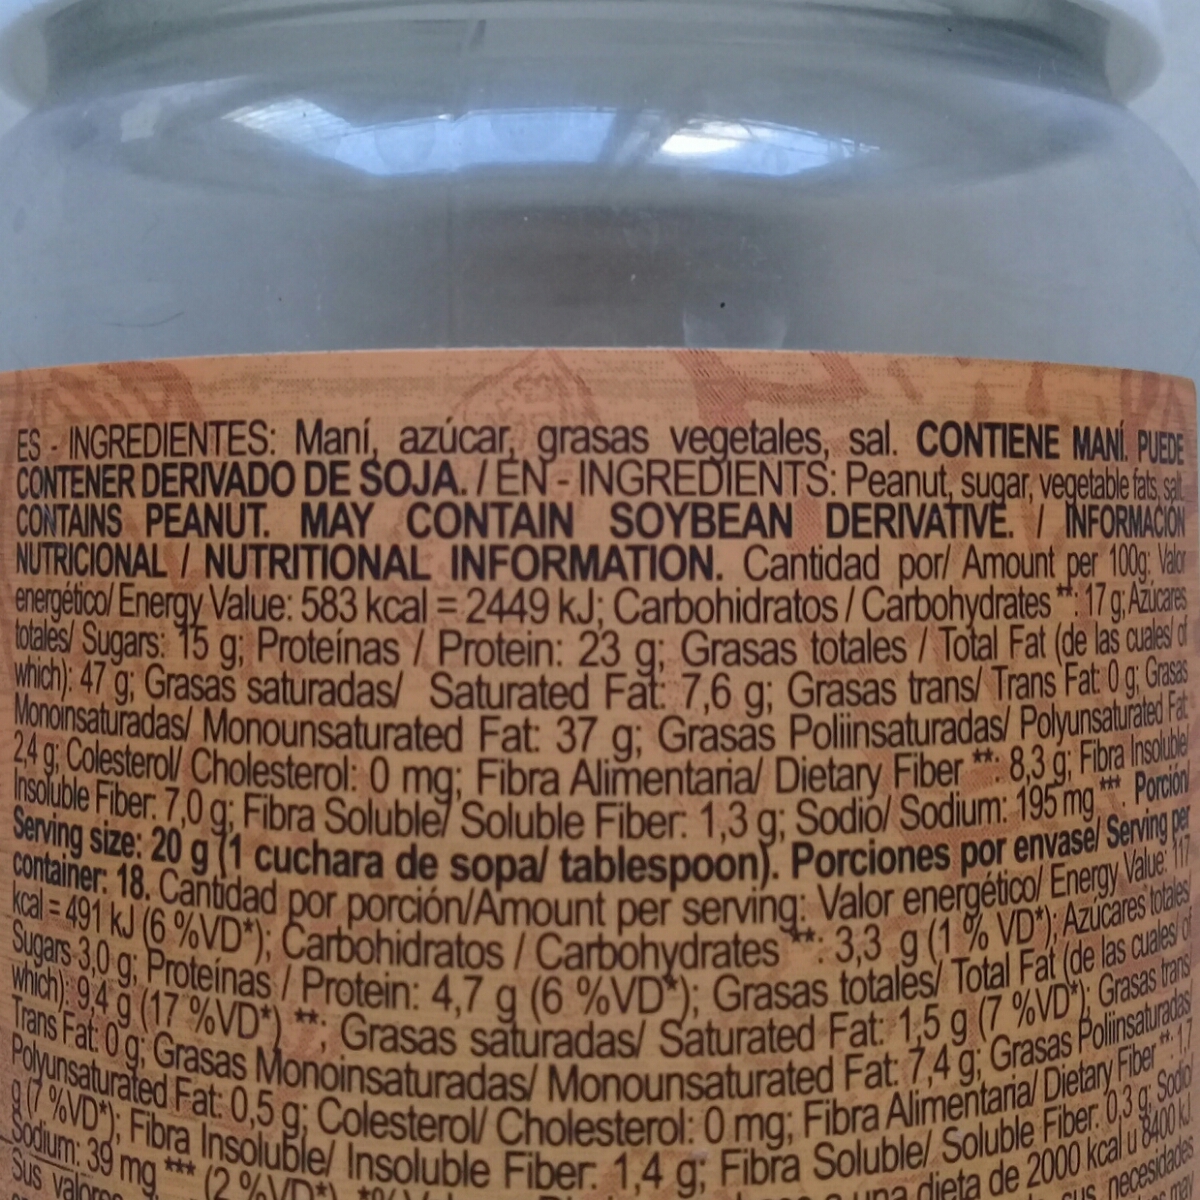 ES - INGREDIENTES: Maní, azúcar, grasas vegetales, sal. CONTIENE MANÍ. PUEDE
CONTENER DERIVADO DE SOJA. / EN - INGREDIENTS: Peanut, sugar, vegetable fats, salt.
CONTAINS PEANUT. MAY CONTAIN SOYBEAN DERIVATIVE. / INFORMACIÓN
NUTRICIONAL / NUTRITIONAL INFORMATION. Cantidad por/ Amount per 100g: Valor
energético/ Energy Value: 583 kcal = 2449 kJ; Carbohidratos / Carbohydrates **: 17 g; Azúcares
totales/ Sugars: 15 g; Proteínas / Protein: 23 g; Grasas totales / Total Fat (de las cuales/ of
which): 47 g; Grasas saturadas/ Saturated Fat: 7,6 g; Grasas trans/ Trans Fat: 0 g; Grasas
Monoinsaturadas/ Monounsaturated Fat: 37 g; Grasas Poliinsaturadas/ Polyunsaturated Fat:
2,4 g; Colesterol/ Cholesterol: 0 mg; Fibra Alimentaria/ Dietary Fiber **: 8,3 g; Fibra Insoluble/
Insoluble Fiber: 7,0 g; Fibra Soluble/ Soluble Fiber: 1,3 g; Sodio/ Sodium: 195 mg ***. Porción/
Serving size: 20 g (1 cuchara de sopa/ tablespoon). Porciones por envase/ Serving per
container: 18. Cantidad por porción/Amount per serving: Valor energético/ Energy Value: 117
kcal = 491 kJ (6 %VD*); Carbohidratos / Carbohydrates **: 3,3 g (1 % VD*); Azúcares totales/
Sugars 3,0 g; Proteínas / Protein: 4,7 g (6 %VD*); Grasas totales/ Total Fat (de las cuales/ of
which): 9,4 g (17 %VD*) **; Grasas saturadas/ Saturated Fat: 1,5 g (7 %VD*); Grasas trans/
Trans Fat: 0 g; Grasas Monoinsaturadas/ Monounsaturated Fat: 7,4 g; Grasas Poliinsaturadas/
Polyunsaturated Fat: 0,5 g; Colesterol/ Cholesterol: 0 mg; Fibra Alimentaria/ Dietary Fiber **: 1,7
g (7 %VD*); Fibra Insoluble/ Insoluble Fiber: 1,4 g; Fibra Soluble/ Soluble Fiber: 0,3 g; Sodio/
Sodium: 39 mg *** (2 %VD*) una dieta de 2000 kcal u 8400 kJ.
Sus valores necesidades